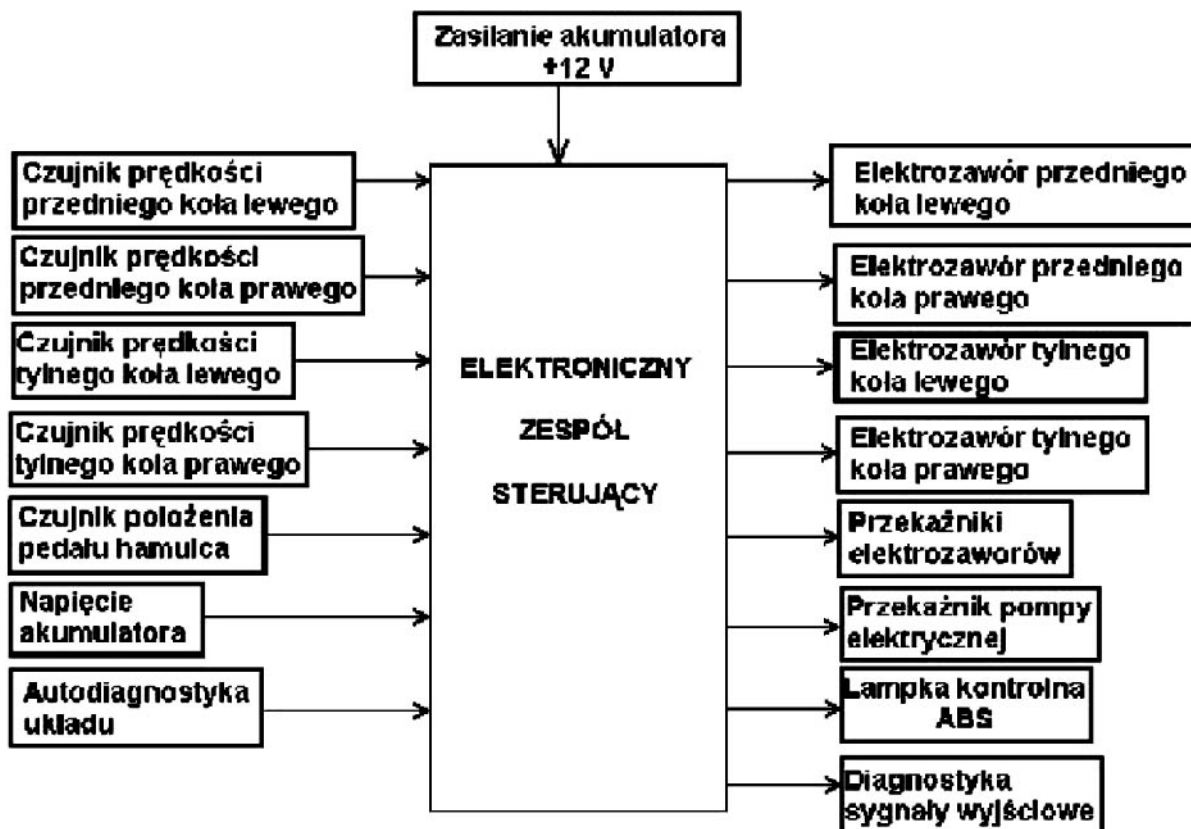 Zasilanie akumulatora
+12 V
Czujnik prędkości
przedniego koła lewego
Czujnik prędkości
przedniego koła prawego
Czujnik prędkości
tylnego koła lewego
Czujnik prędkości
tylnego koła prawego
Czujnik położenia
pedału hamulca
Napięcie
akumulatora
Autodiagnostyka
układu
ELEKTRONICZNY
ZESPÓŁ
STERUJĄCY
Elektrozawór przedniego
koła lewego
Elektrozawór przedniego
koła prawego
Elektrozawór tylnego
koła lewego
Elektrozawór tylnego
koła prawego
Przekaźniki
elektrozaworów
Przekaźnik pompy
elektrycznej
Lampka kontrolna
ABS
Diagnostyka
sygnały wyjściowe